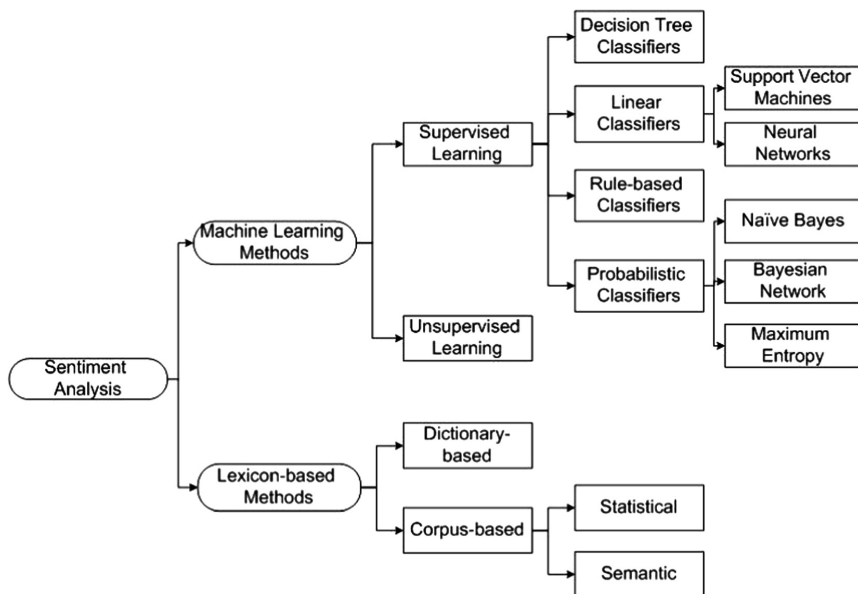 Decision Tree
Classifiers
Support Vector
Machines
Linear
Classifiers
Supervised
Learning
Neural
Networks
Rule-based
Classifiers
Naïve Bayes
Machine Learning
Methods
Probabilistic
Classifiers
Bayesian
Network
Unsupervised
Learning
Maximum
Entropy
Sentiment
Analysis
Dictionary-
based
Lexicon-based
Methods
Statistical
Corpus-based
Semantic